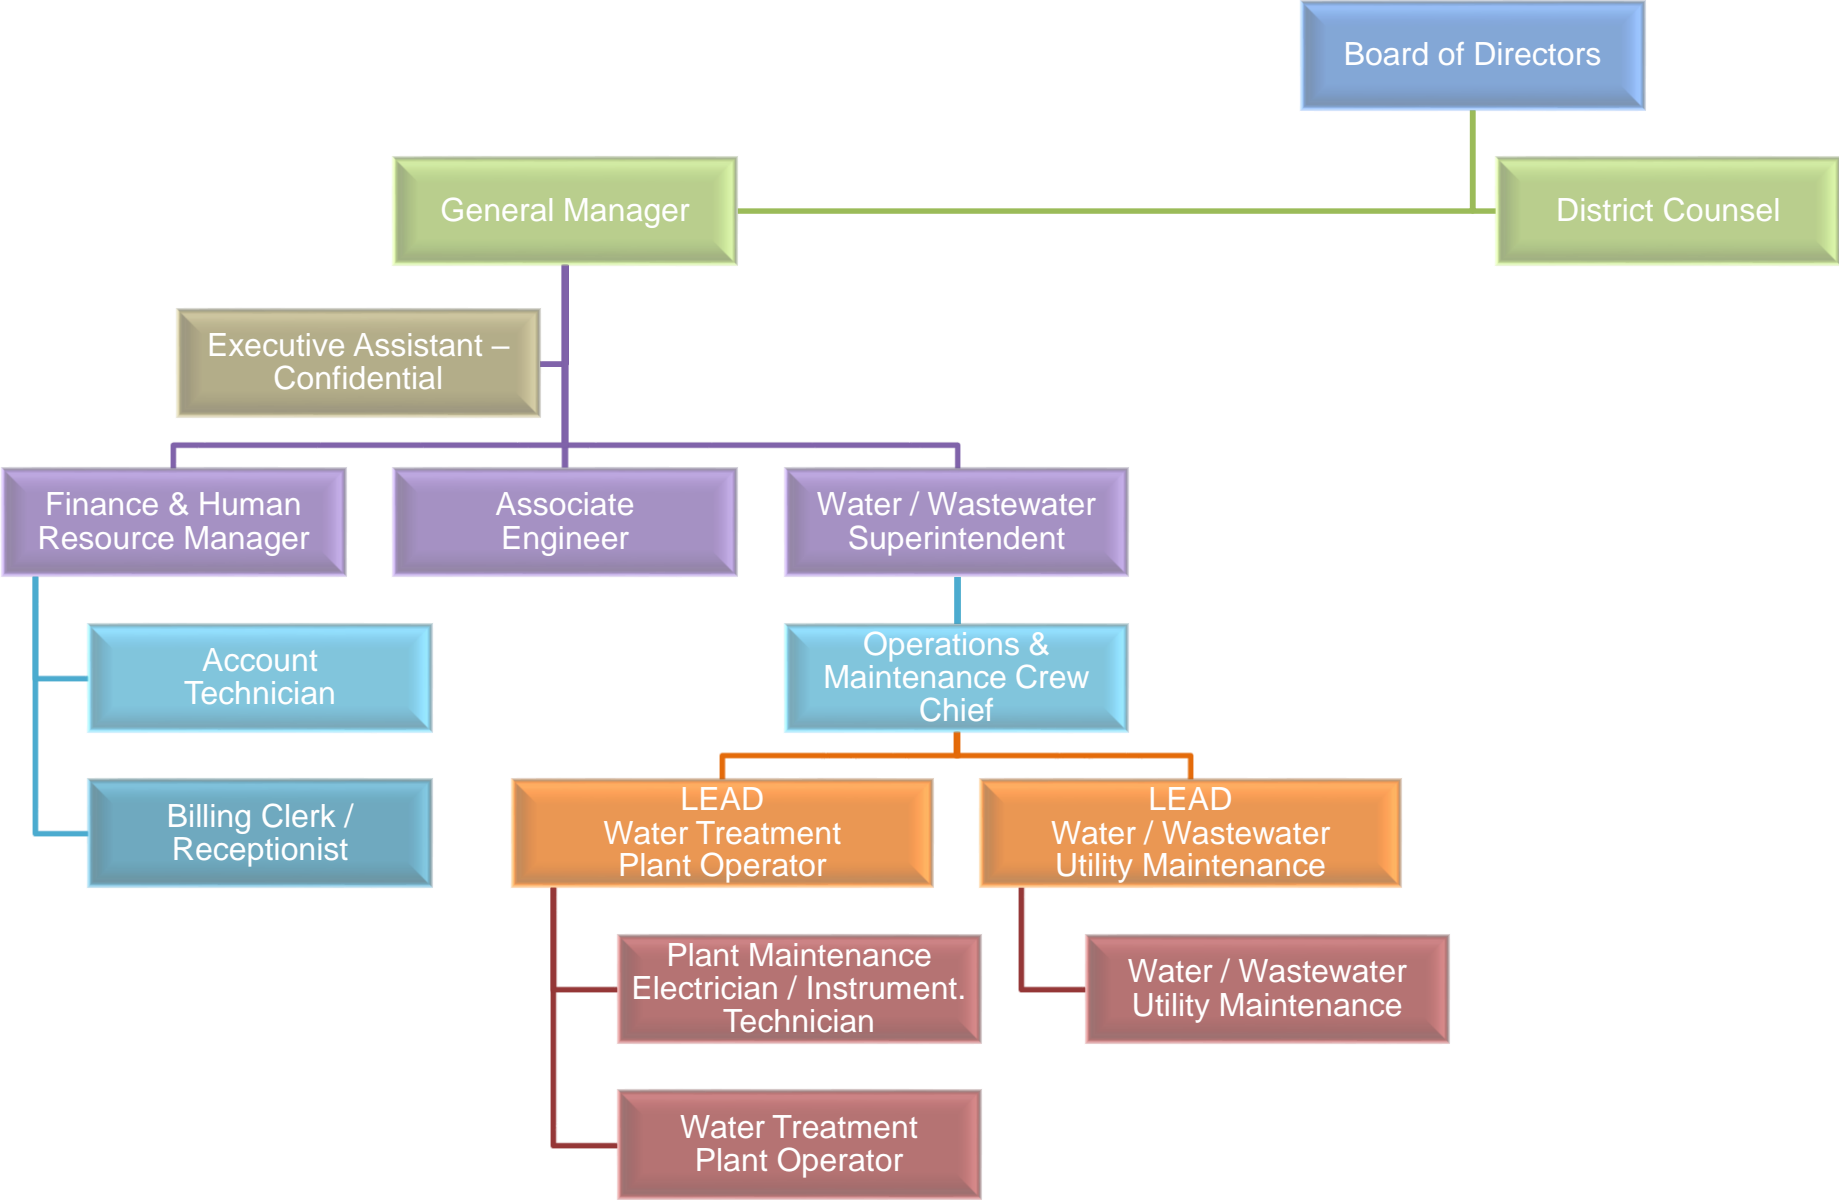 Board of Directors
General Manager
District Counsel
Executive Assistant –
Confidential
Finance & Human
Resource Manager
Associate
Engineer
Water / Wastewater
Superintendent
Account
Technician
Operations &
Maintenance Crew
Chief
Billing Clerk /
Receptionist
LEAD
Water Treatment
Plant Operator
LEAD
Water / Wastewater
Utility Maintenance
Plant Maintenance
Electrician / Instrument.
Technician
Water / Wastewater
Utility Maintenance
Water Treatment
Plant Operator